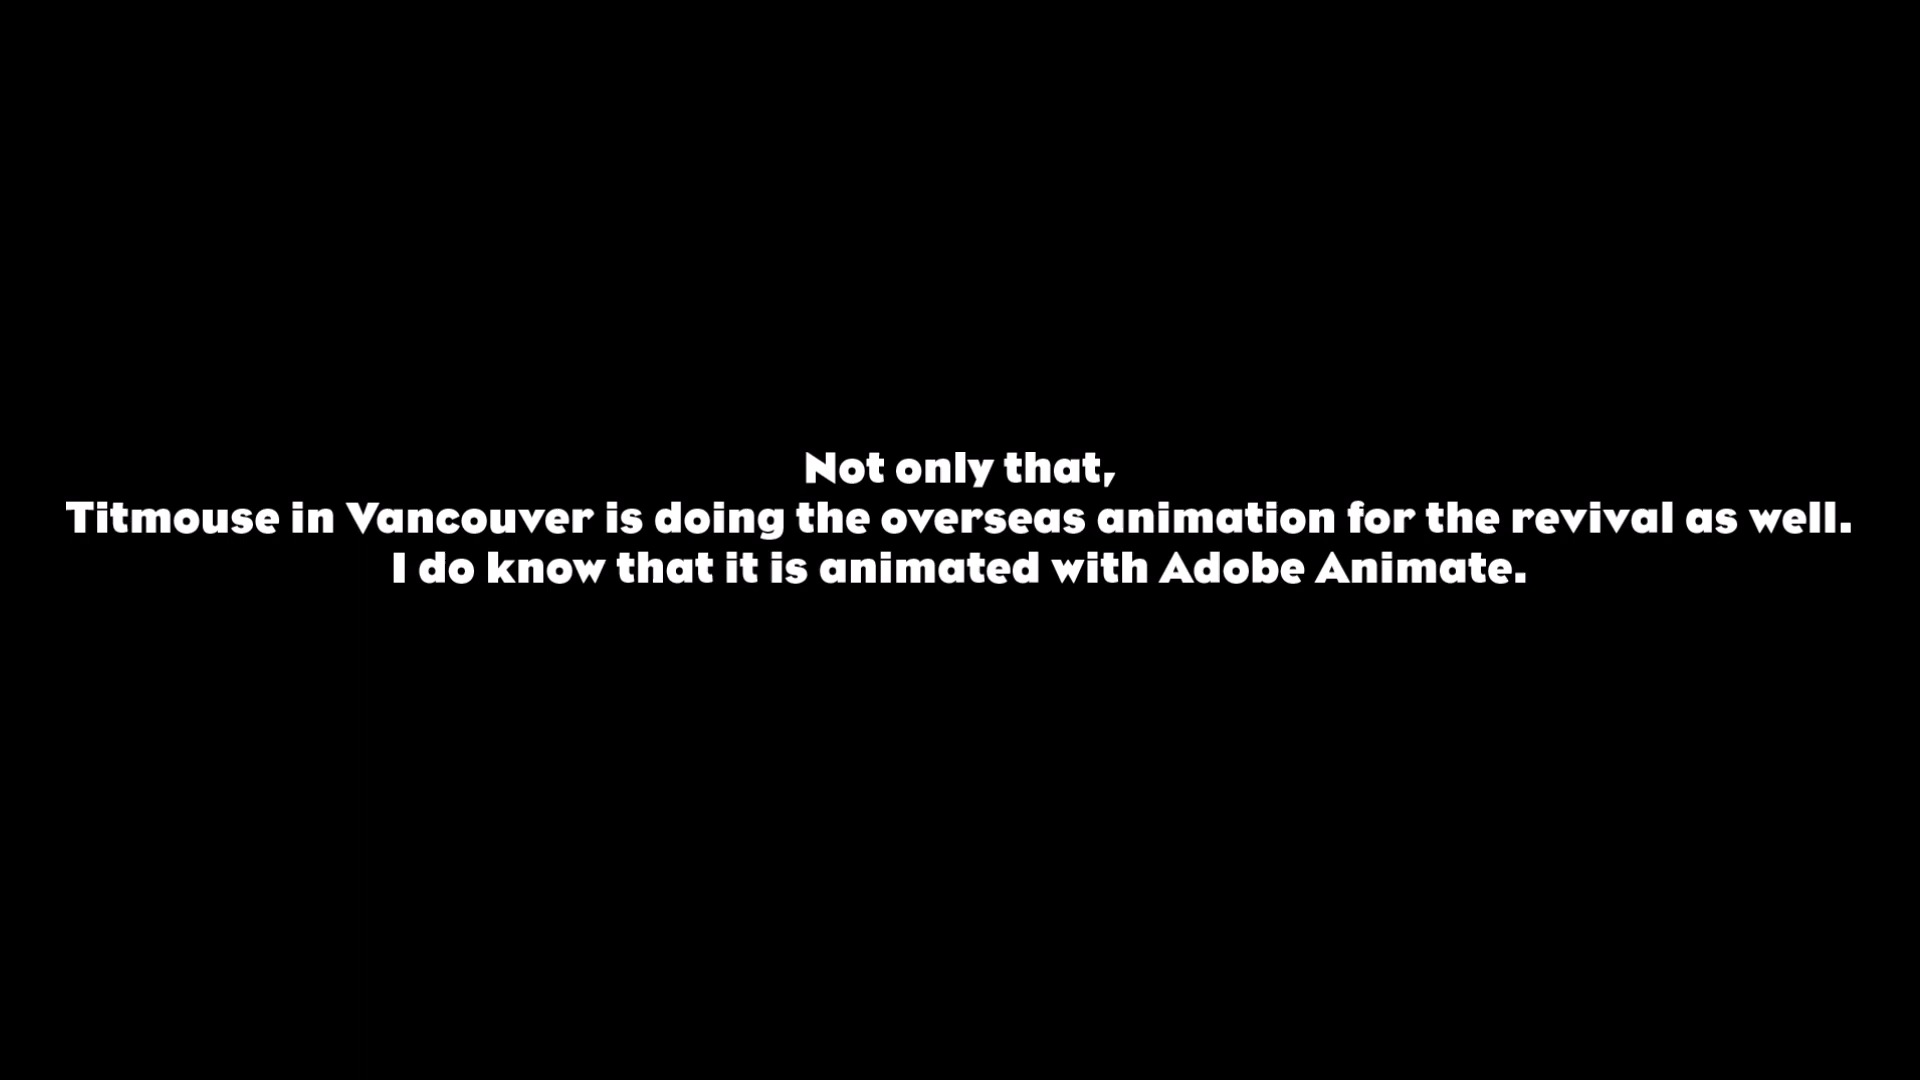 Not only that,
Titmouse in Vancouver is doing the overseas animation for the revival as well.
I do know that it is animated with Adobe Animate.